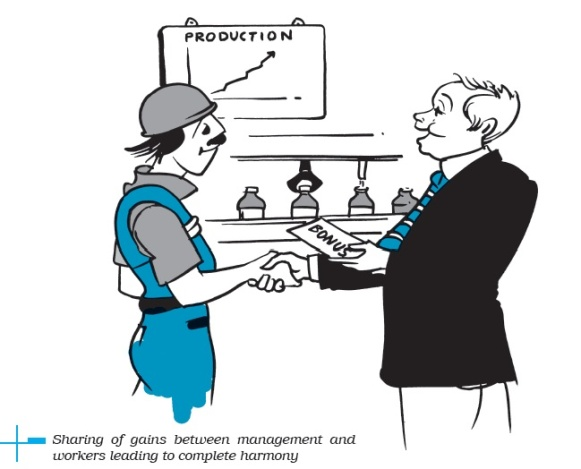 PRODUCTION
BONUS
Sharing of gains between management and
workers leading to complete harmony